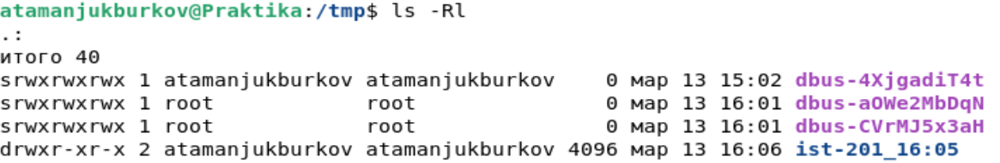 atamanjukburkov@Praktika:/tmp$ ls -Rl
.:
итого 40
srwxrwxrwx 1 atamanjukburkov atamanjukburkov    0 мар 13 15:02 dbus-4XjgadiT4t
srwxrwxrwx 1 root            root               0 мар 13 16:01 dbus-aOWe2MbDqN
srwxrwxrwx 1 root            root               0 мар 13 16:01 dbus-CVrMJ5x3aH
drwxr-xr-x 2 atamanjukburkov atamanjukburkov 4096 мар 13 16:06 ist-201_16:05